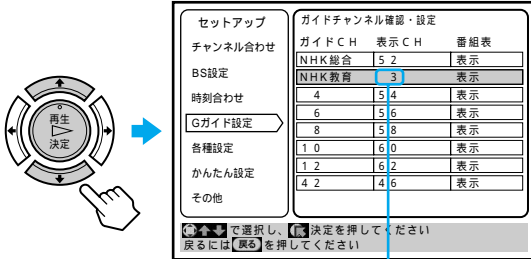 再生
決定
セットアップ
チャンネル合わせ
BS設定
時刻合わせ
Gガイド設定
各種設定
かんたん設定
その他
ガイドチャンネル確認・設定
ガイドCH 表示CH 番組表
NHK総合 52 表示
NHK教育 3 表示
4 54 表示
6 56 表示
8 58 表示
10 60 表示
12 62 表示
42 46 表示
で選択し、決定を押してください
戻るには 戻る を押してください